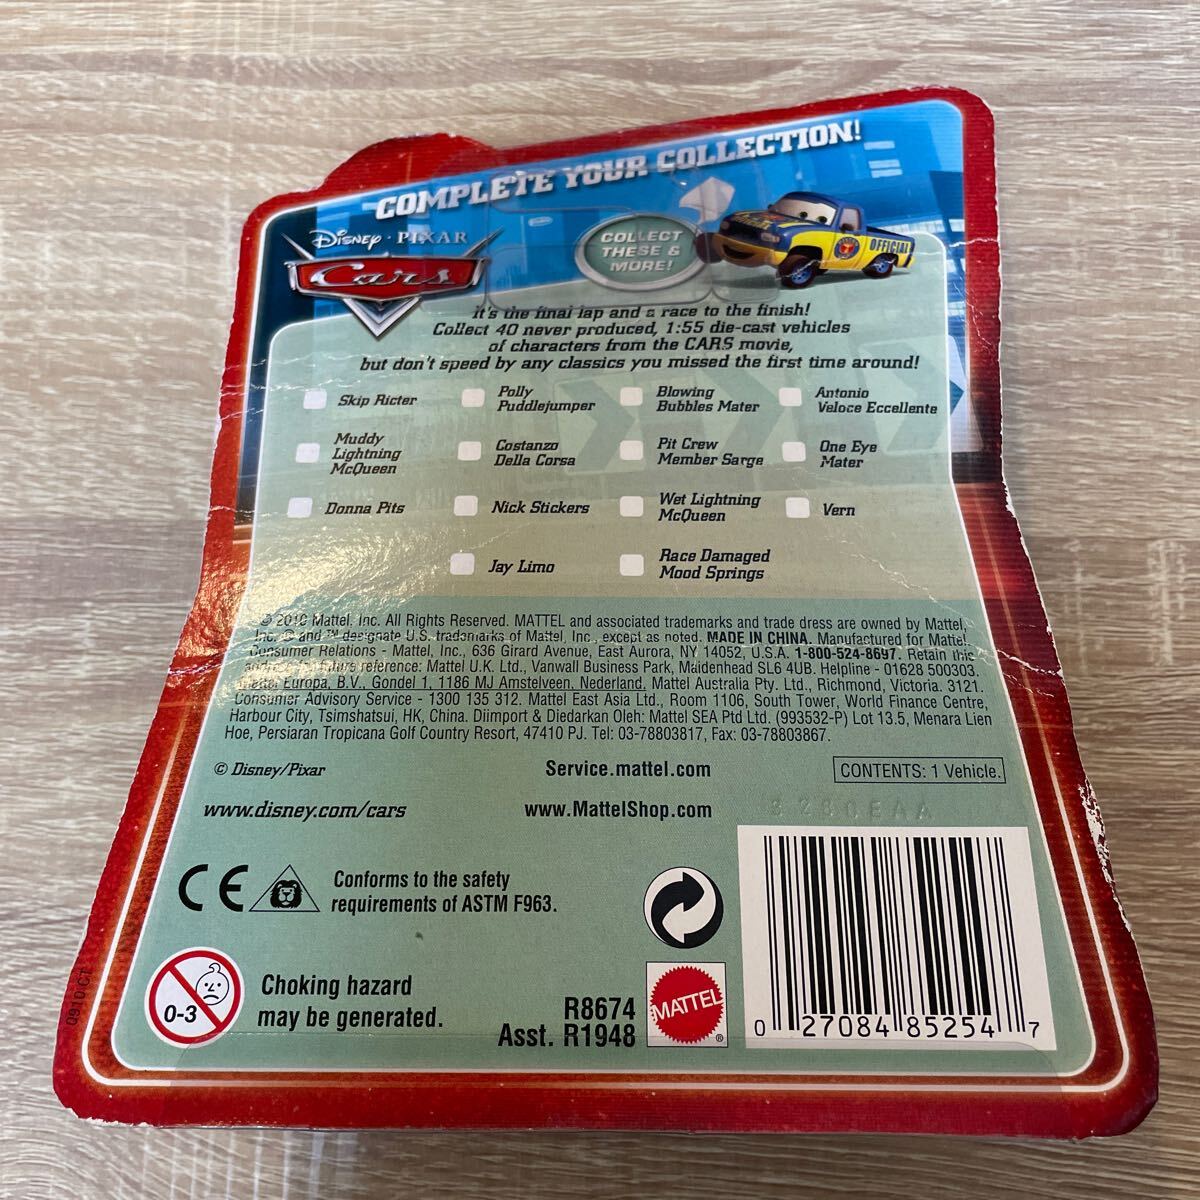 COMPLETE YOUR COLLECTION!
DISNEY · PIXAR
Cars
COLLECT
THESE &
MORE!
OFFICIAL
It's the final lap and a race to the finish!
Collect 40 never produced, 1:55 die-cast vehicles
of characters from the CARS movie,
but don't speed by any classics you missed the first time around!
Skip Ricter
Polly
Puddlejumper
Blowing
Bubbles Mater
Antonio
Veloce Eccellente
Muddy
Lightning
McQueen
Costanzo
Della Corsa
Pit Crew
Member Sarge
One Eye
Mater
Donna Pits
Nick Stickers
Wet Lightning
McQueen
Vern
Jay Limo
Race Damaged
Mood Springs
© 2010 Mattel, Inc. All Rights Reserved. MATTEL and associated trademarks and trade dress are owned by Mattel,
Inc. ® and ™ designate U.S. trademarks of Mattel, Inc., except as noted. MADE IN CHINA. Manufactured for Mattel.
Consumer Relations - Mattel, Inc., 636 Girard Avenue, East Aurora, NY 14052, U.S.A. 1-800-524-8697. Retain this
address for future reference: Mattel U.K. Ltd., Vanwall Business Park, Maidenhead SL6 4UB. Helpline - 01628 500303.
Mattel Europa, B.V., Gondel 1, 1186 MJ Amstelveen, Nederland. Mattel Australia Pty. Ltd., Richmond, Victoria. 3121.
Consumer Advisory Service - 1300 135 312. Mattel East Asia Ltd., Room 1106, South Tower, World Finance Centre,
Harbour City, Tsimshatsui, HK, China. Diimport & Diedarkan Oleh: Mattel SEA Ptd Ltd. (993532-P) Lot 13.5, Menara Lien
Hoe, Persiaran Tropicana Golf Country Resort, 47410 PJ. Tel: 03-78803817, Fax: 03-78803867.
© Disney/Pixar
Service.mattel.com
CONTENTS: 1 Vehicle.
www.disney.com/cars
www.MattelShop.com
3280EAA
CE
Conforms to the safety
requirements of ASTM F963.
0-3
Choking hazard
may be generated.
R8674
Asst. R1948
MATTEL
®
0 27084 85254 7
0910 CT